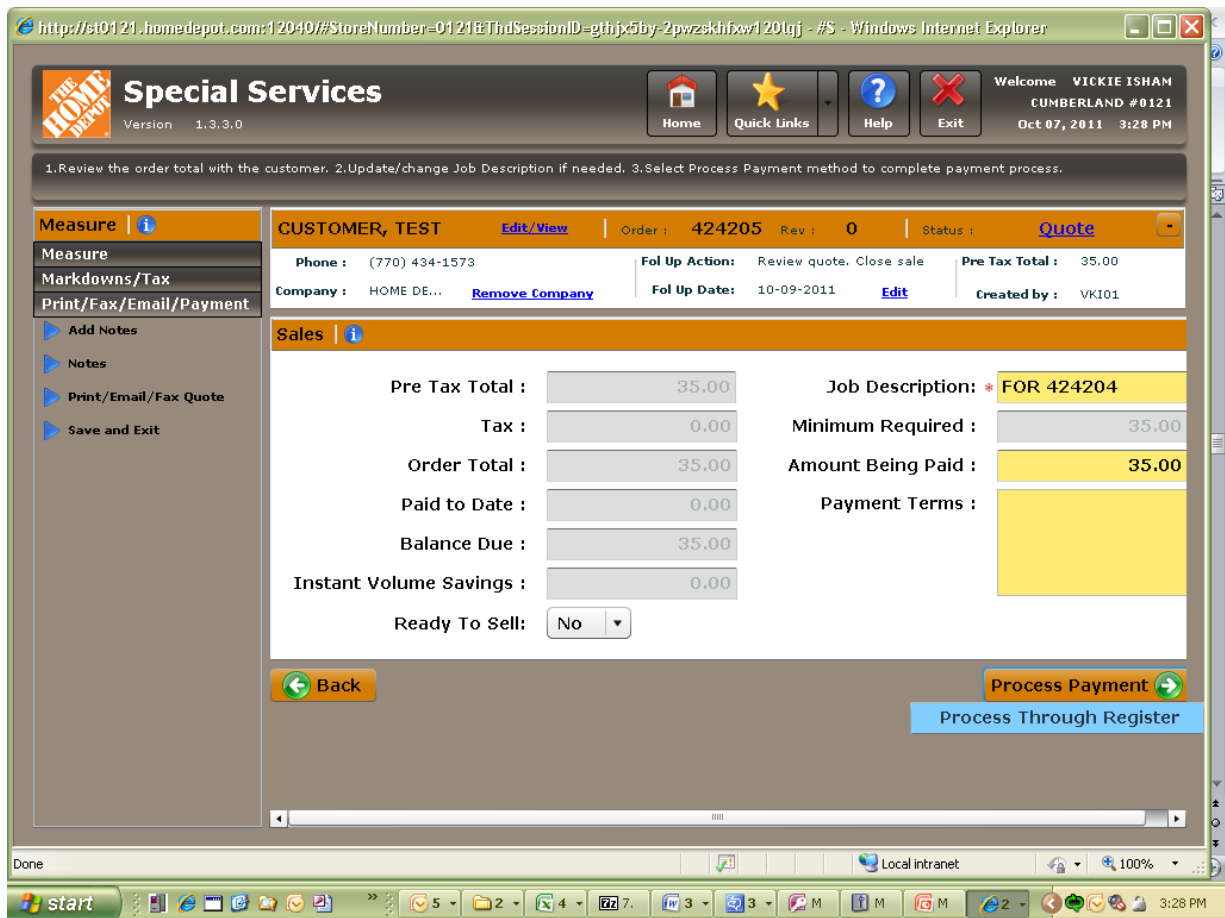 http://st0121.homedepot.com:12040/#StoreNumber=0121&ThdSessionID=gthjx5by-2pwzskhfxw120lqj - #S - Windows Internet Explorer
THE HOME DEPOT
Special Services
Version 1.3.3.0
Home
Quick Links
Help
Exit
Welcome VICKIE ISHAM
CUMBERLAND #0121
Oct 07, 2011 3:28 PM
1.Review the order total with the customer. 2.Update/change Job Description if needed. 3.Select Process Payment method to complete payment process.
Measure
Measure
Markdowns/Tax
Print/Fax/Email/Payment
Add Notes
Notes
Print/Email/Fax Quote
Save and Exit
CUSTOMER, TEST Edit/View Order : 424205 Rev : 0 Status : Quote -
Phone : (770) 434-1573 Fol Up Action: Review quote. Close sale Pre Tax Total : 35.00
Company : HOME DE... Remove Company Fol Up Date: 10-09-2011 Edit Created by : VKI01
Sales
Pre Tax Total : 35.00 Job Description: * FOR 424204
Tax : 0.00 Minimum Required : 35.00
Order Total : 35.00 Amount Being Paid : 35.00
Paid to Date : 0.00 Payment Terms :
Balance Due : 35.00
Instant Volume Savings : 0.00
Ready To Sell: No
Back Process Payment
Process Through Register
Done Local intranet 100%
start » 5 2 4 7. 3 3 M M M 2 3:28 PM